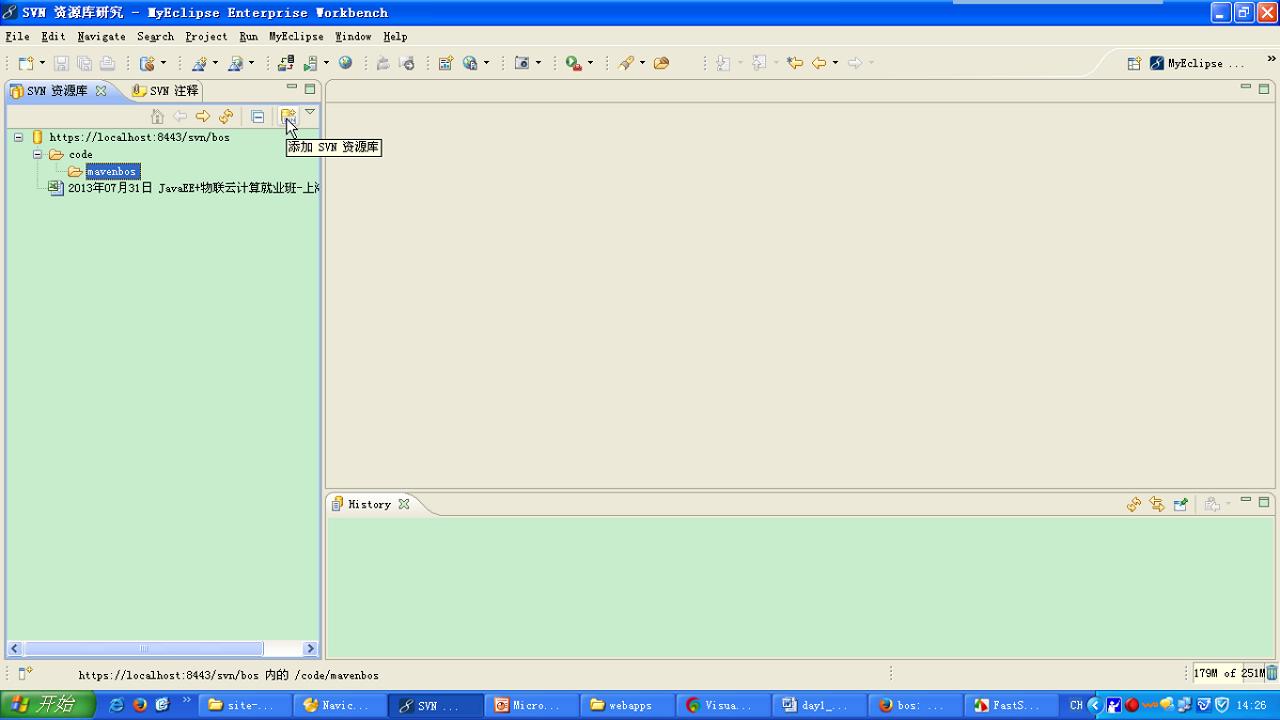 SVN 资源库研究 - MyEclipse Enterprise Workbench
File Edit Navigate Search Project Run MyEclipse Window Help
MyEclipse ...
SVN 资源库
SVN 注释
https://localhost:8443/svn/bos
添加 SVN 资源库
code
mavenbos
2013年07月31日 JavaEE+物联云计算就业班-上海
History
https://localhost:8443/svn/bos 内的 /code/mavenbos
179M of 251M
开始
site-...
Navic...
SVN ...
Micro...
webapps
Visua...
day1_...
bos: ...
FastS...
CH
14:26